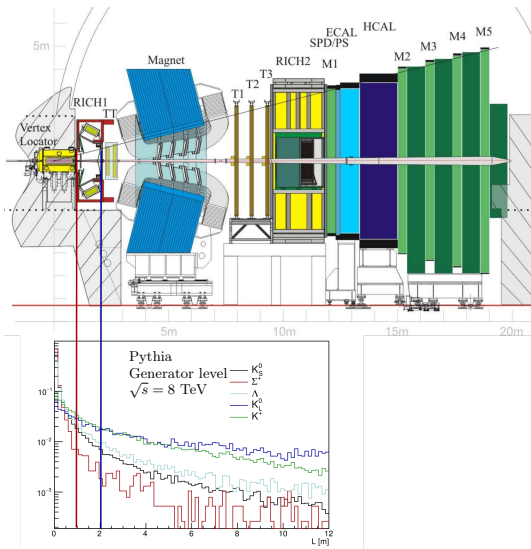 5m
Magnet
ECAL
HCAL
SPD/PS
M1
M2
M3
M4
M5
RICH2
T1
T2
T3
RICH1
TT
Vertex
Locator
5m
10m
15m
20m
Pythia
Generator level
√s = 8 TeV
K⁰S
Σ⁺
Λ
K⁰L
K⁺
10⁻¹
10⁻²
10⁻³
0
2
4
6
8
10
12
L [m]